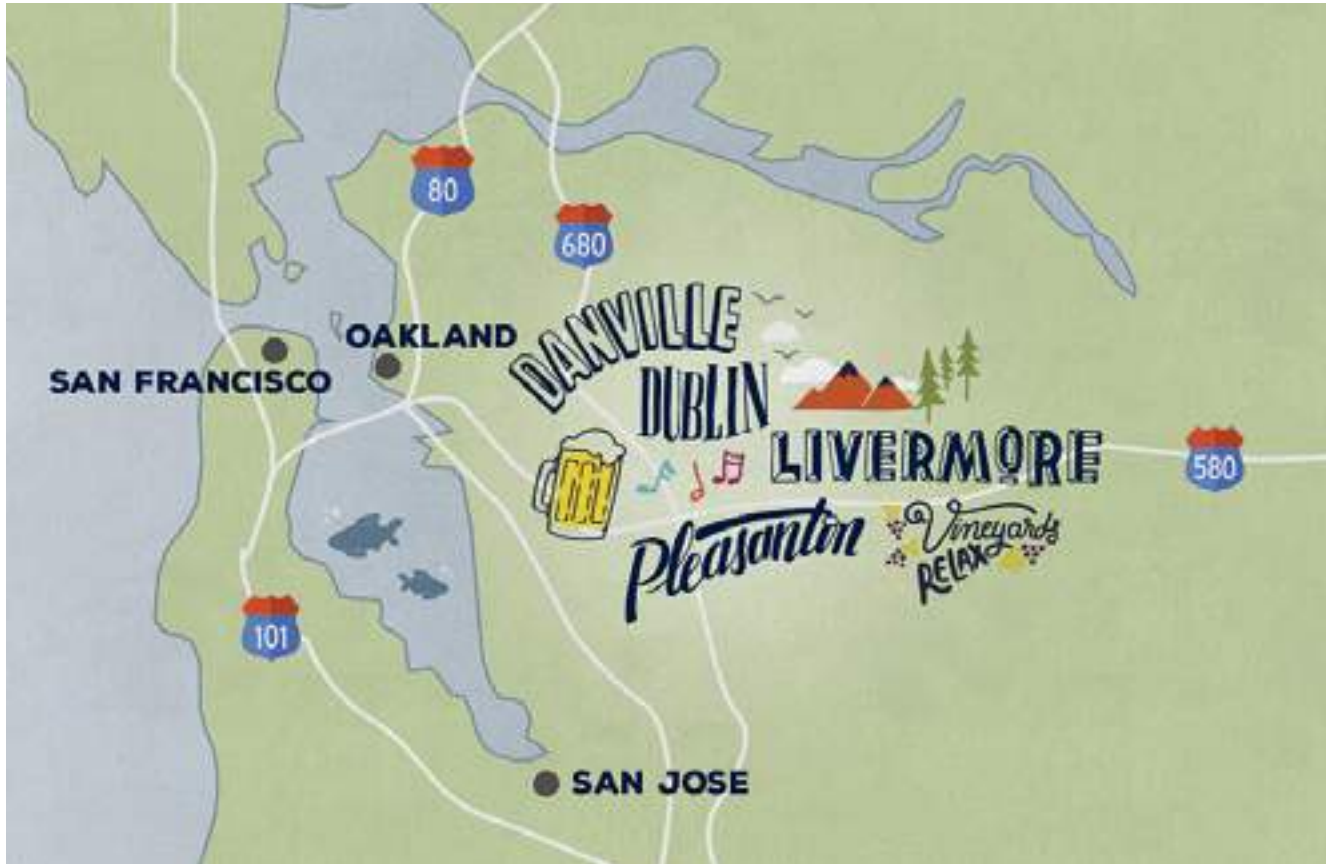 80
680
DANVILLE
OAKLAND
SAN FRANCISCO
DUBLIN
LIVERMORE
580
Pleasanton
Vineyards
RELAX
101
SAN JOSE